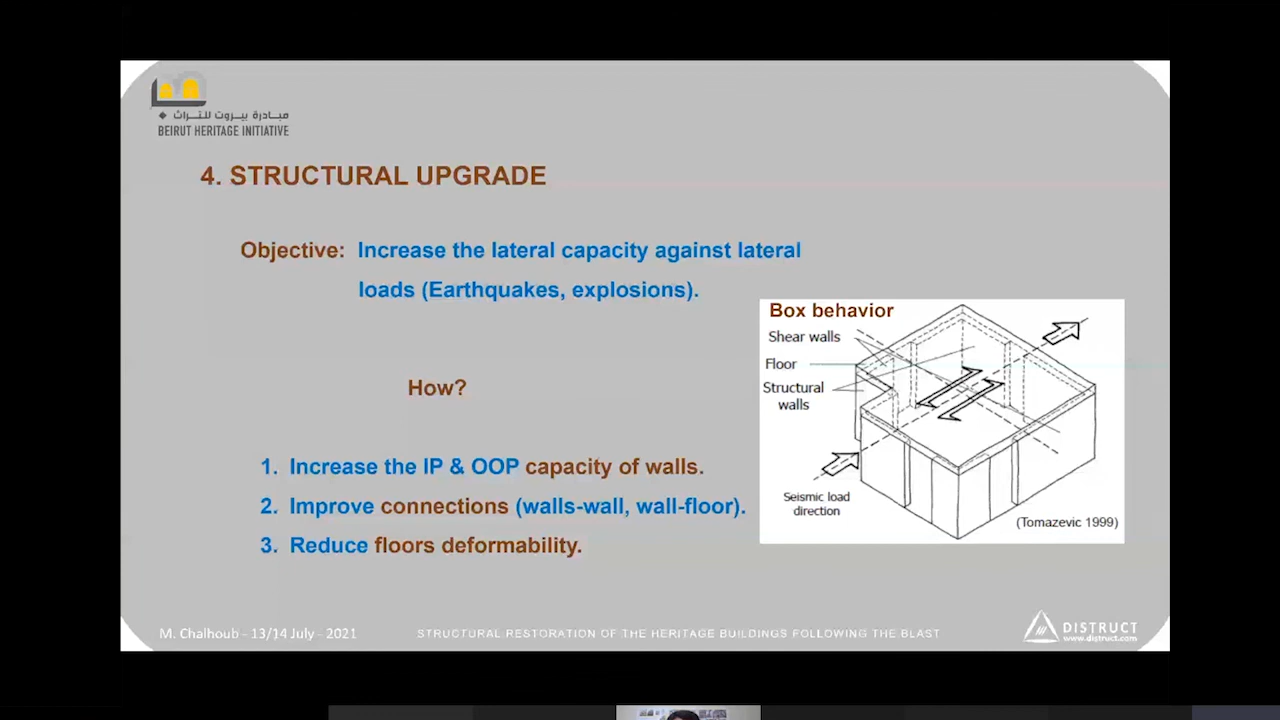 مبادرة بيروت للتراث
BEIRUT HERITAGE INITIATIVE
4. STRUCTURAL UPGRADE
Objective: Increase the lateral capacity against lateral
loads (Earthquakes, explosions).
How?
1. Increase the IP & OOP capacity of walls.
2. Improve connections (walls-wall, wall-floor).
3. Reduce floors deformability.
Box behavior
Shear walls
Floor
Structural
walls
Seismic load
direction
(Tomazevic 1999)
M. Chalhoub - 13/14 July - 2021
STRUCTURAL RESTORATION OF THE HERITAGE BUILDINGS FOLLOWING THE BLAST
DISTRUCT
www.distruct.com